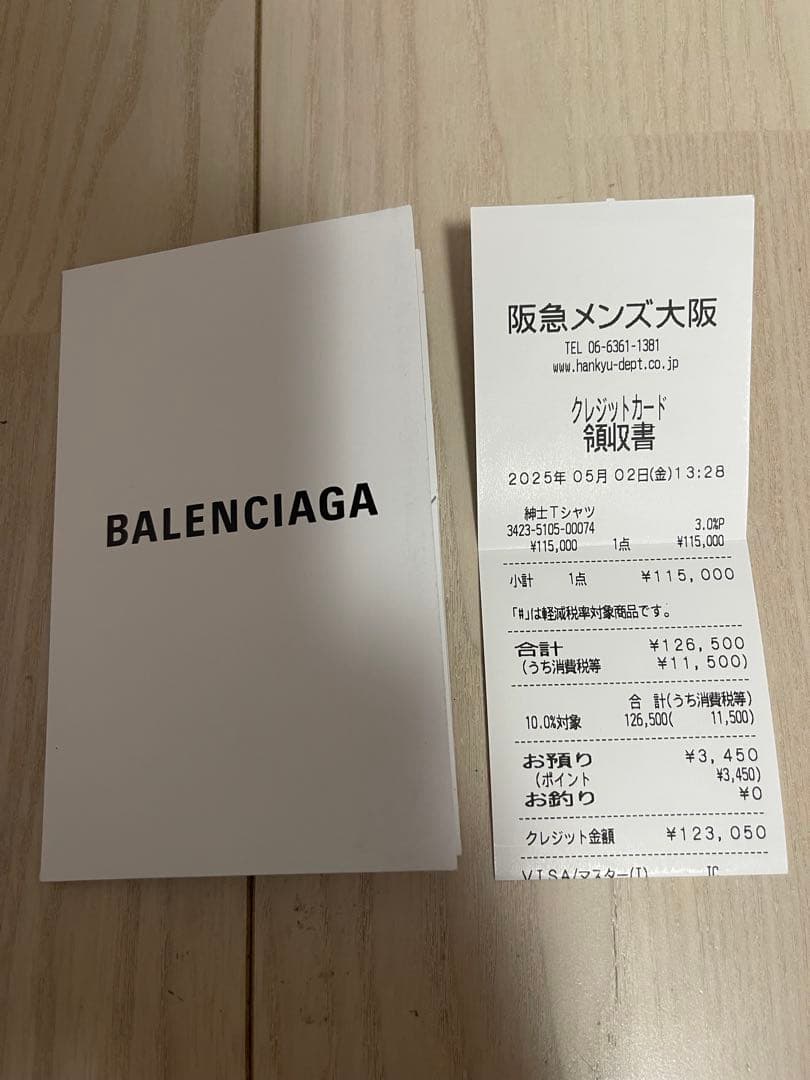 BALENCIAGA
阪急メンズ大阪
TEL 06-6361-1381
www.hankyu-dept.co.jp
クレジットカード
領収書
2025年 05月 02日(金)13:28
紳士Tシャツ
3423-5105-00074 3.0%P
¥115,000 1点 ¥115,000
小計 1点 ¥115,000
「#」は軽減税率対象商品です。
合計 ¥126,500
(うち消費税等 ¥11,500)
合 計(うち消費税等)
10.0%対象 126,500( 11,500)
お預り ¥3,450
(ポイント ¥3,450)
お釣り ¥0
クレジット金額 ¥123,050
VISA/マスター(I) IC